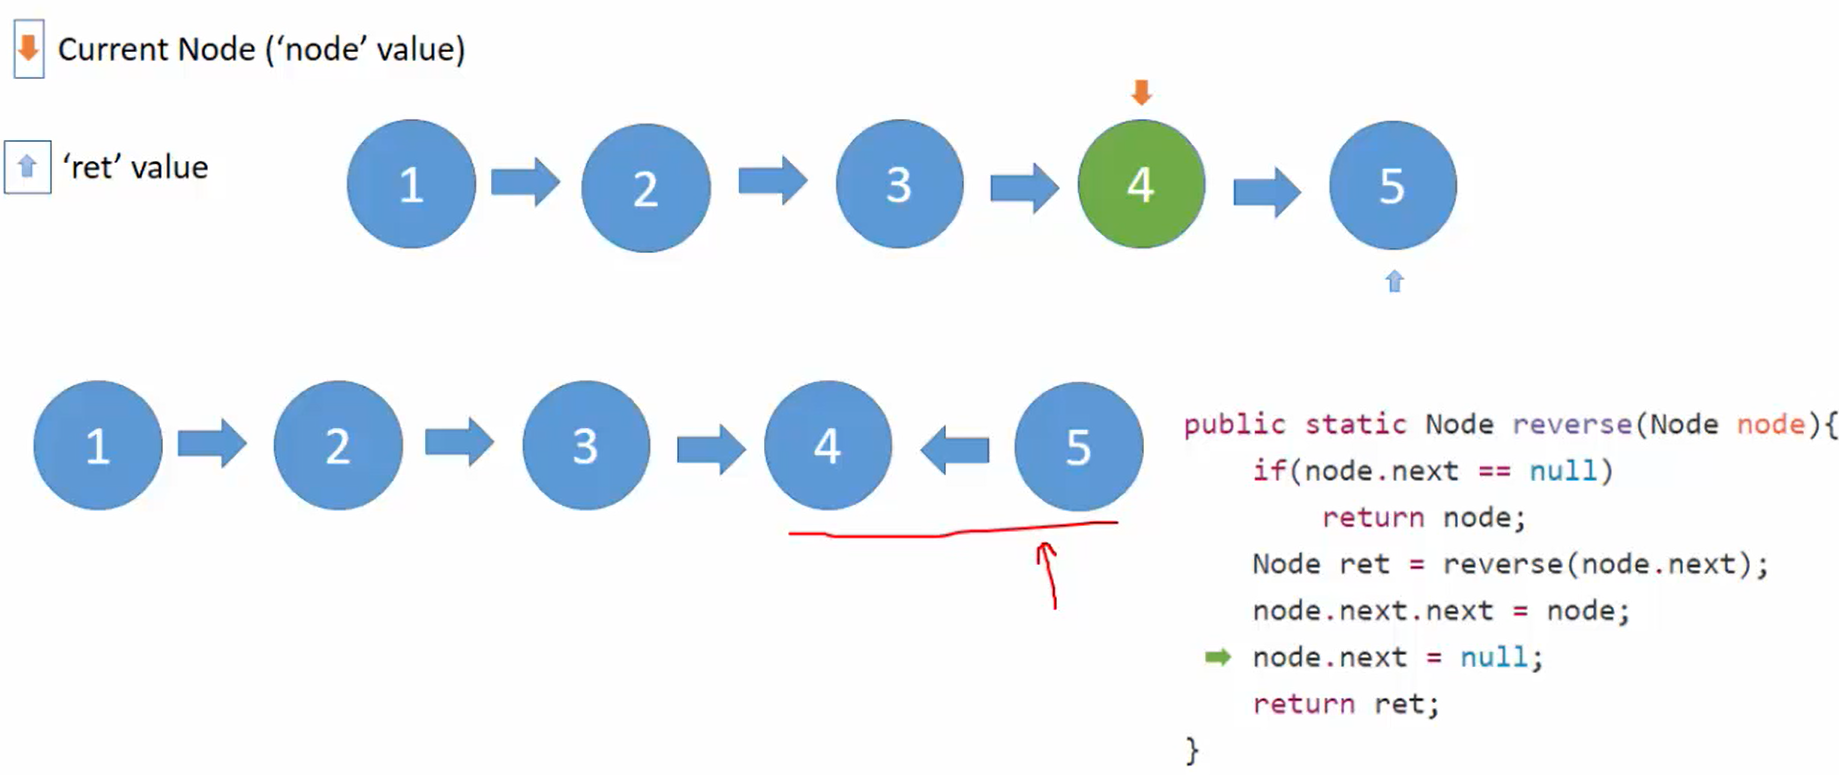 Current Node (‘node’ value)
‘ret’ value
1 2 3 4 5
1 2 3 4 5
public static Node reverse(Node node){
if(node.next == null)
return node;
Node ret = reverse(node.next);
node.next.next = node;
node.next = null;
return ret;
}